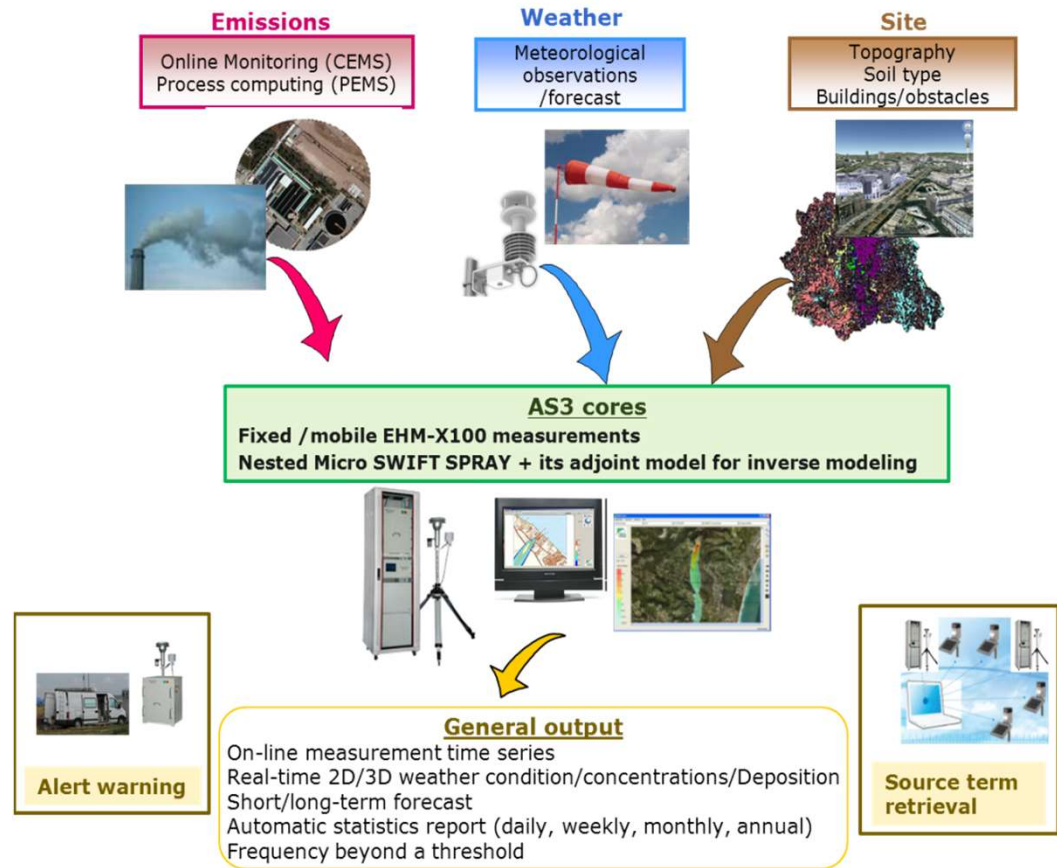 Emissions
Online Monitoring (CEMS)
Process computing (PEMS)
Weather
Meteorological
observations
/forecast
Site
Topography
Soil type
Buildings/obstacles
AS3 cores
Fixed /mobile EHM-X100 measurements
Nested Micro SWIFT SPRAY + its adjoint model for inverse modeling
Alert warning
General output
On-line measurement time series
Real-time 2D/3D weather condition/concentrations/Deposition
Short/long-term forecast
Automatic statistics report (daily, weekly, monthly, annual)
Frequency beyond a threshold
Source term
retrieval